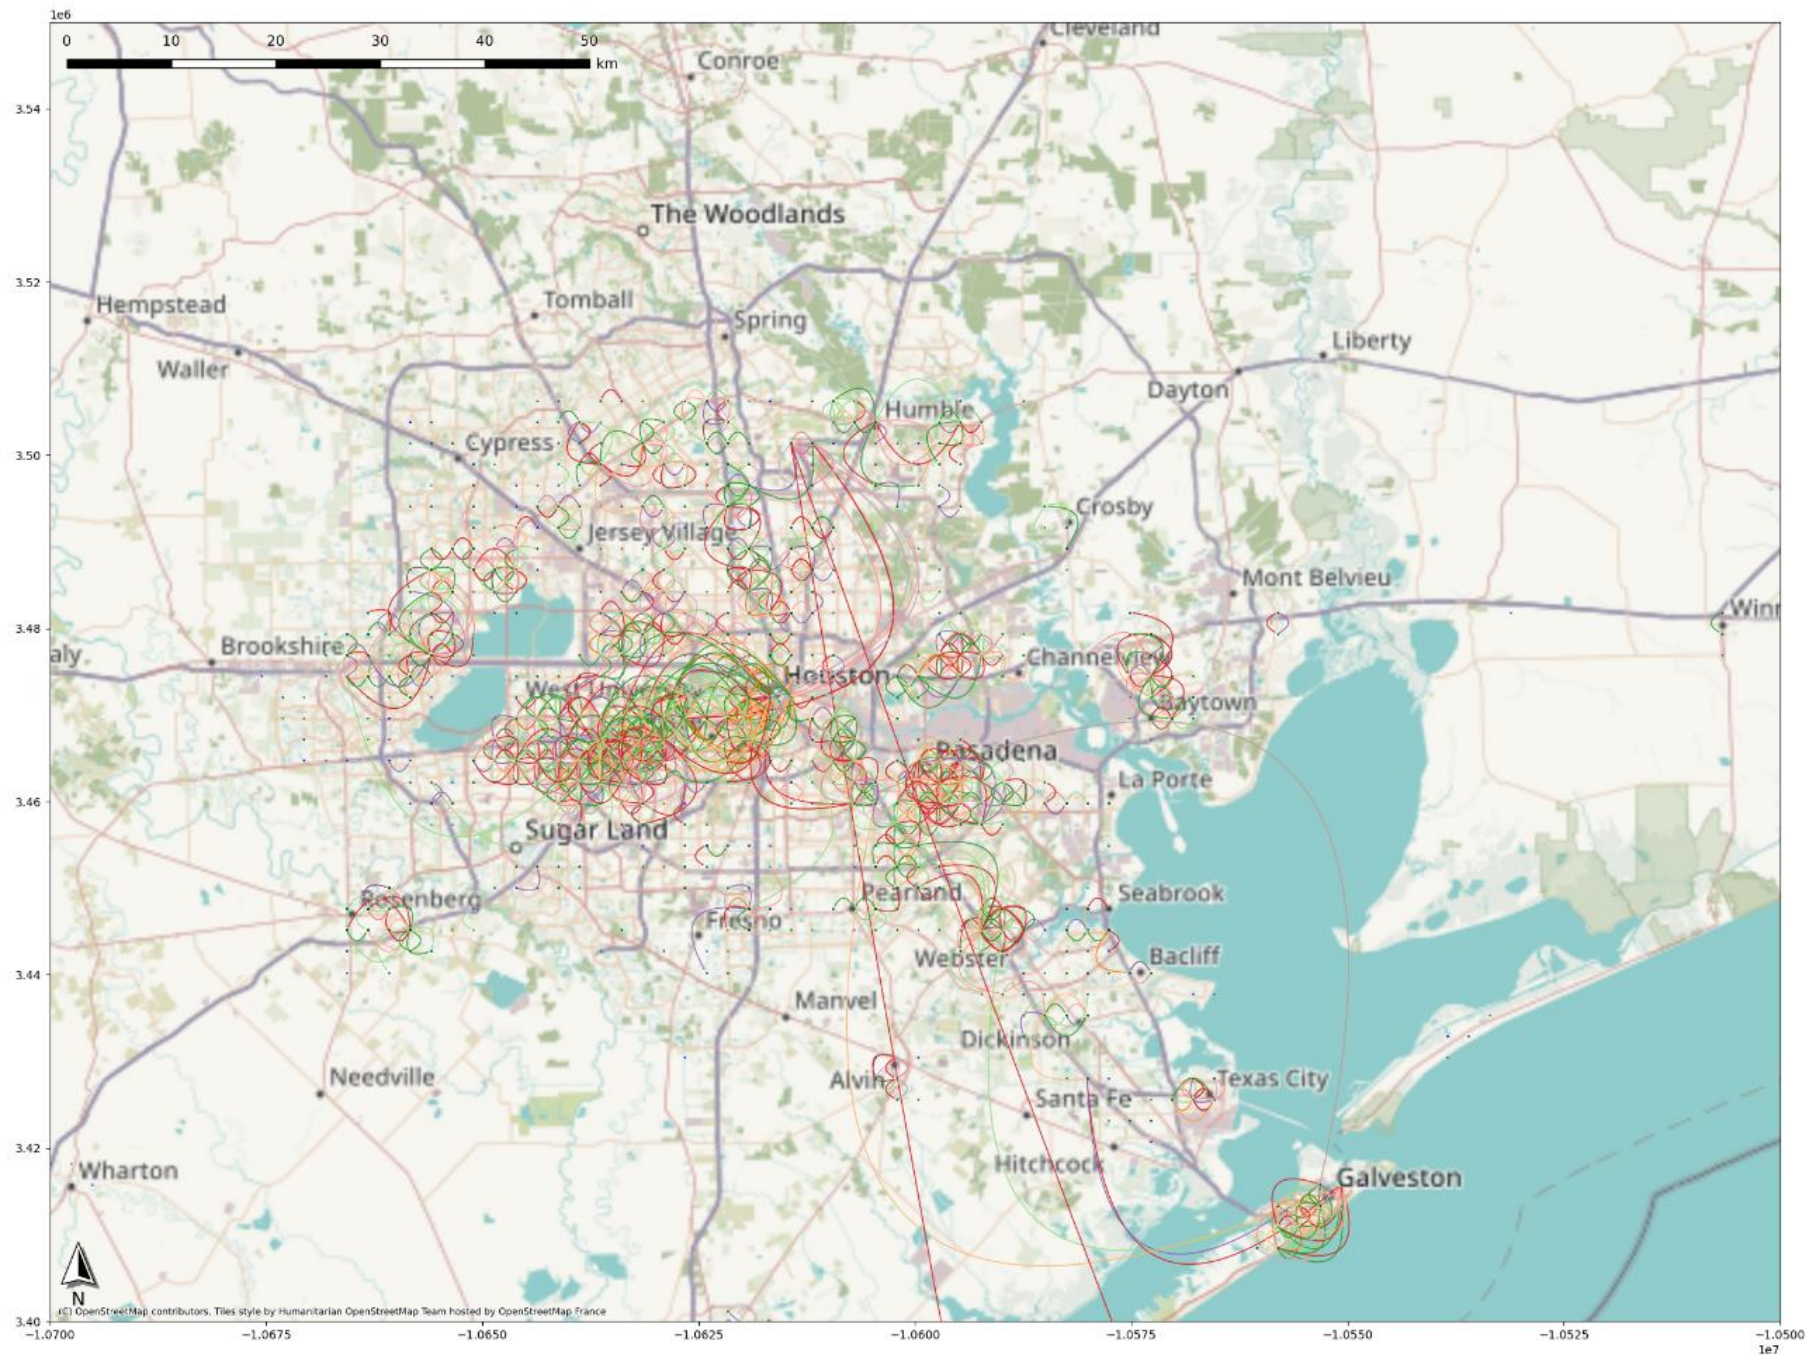 1e6
0 10 20 30 40 50
km
Cleveland
Conroe
3.54
The Woodlands
3.52
Hempstead
Tomball
Spring
Waller
Liberty
Dayton
Humble
3.50
Cypress
Crosby
Jersey Village
Mont Belvieu
3.48
Winn
Brookshire
aly
Channelview
Houston
West University
Baytown
Pasadena
La Porte
3.46
Sugar Land
Rosenberg
Pearland
Seabrook
Fresno
Webster
Bacliff
3.44
Manvel
Dickinson
Needville
Alvin
Texas City
Santa Fe
3.42
Wharton
Hitchcock
Galveston
N
(C) OpenStreetMap contributors, Tiles style by Humanitarian OpenStreetMap Team hosted by OpenStreetMap France
3.40
−1.0700 −1.0675 −1.0650 −1.0625 −1.0600 −1.0575 −1.0550 −1.0525 −1.0500
1e7